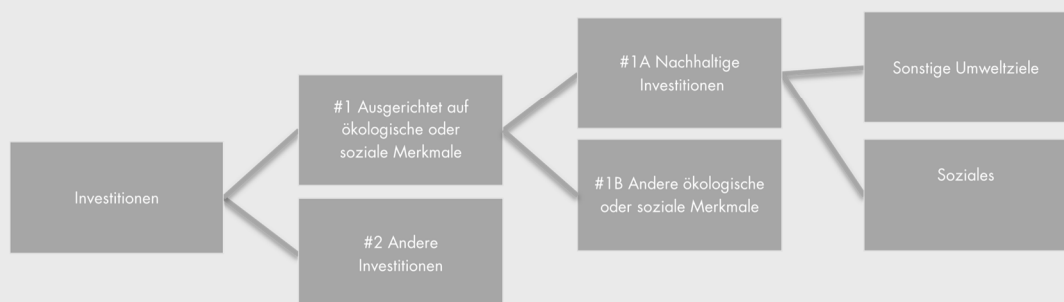 Investitionen
#1 Ausgerichtet auf
ökologische oder
soziale Merkmale
#2 Andere
Investitionen
#1A Nachhaltige
Investitionen
#1B Andere ökologische
oder soziale Merkmale
Sonstige Umweltziele
Soziales